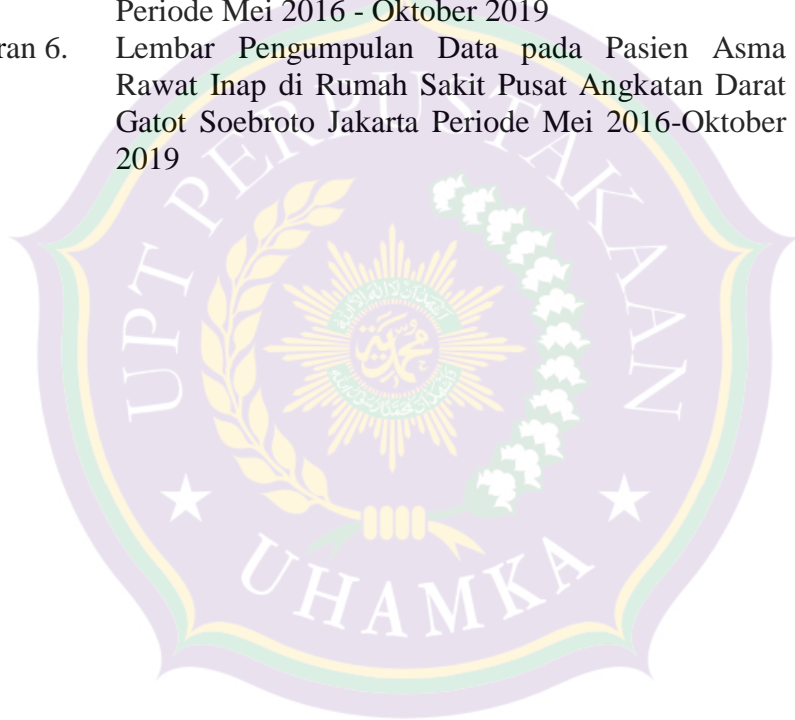 Periode Mei 2016 - Oktober 2019
ran 6. Lembar Pengumpulan Data pada Pasien Asma
Rawat Inap di Rumah Sakit Pusat Angkatan Darat
Gatot Soebroto Jakarta Periode Mei 2016-Oktober
2019
UPT PERPUSTAKAAN
UHAMKA